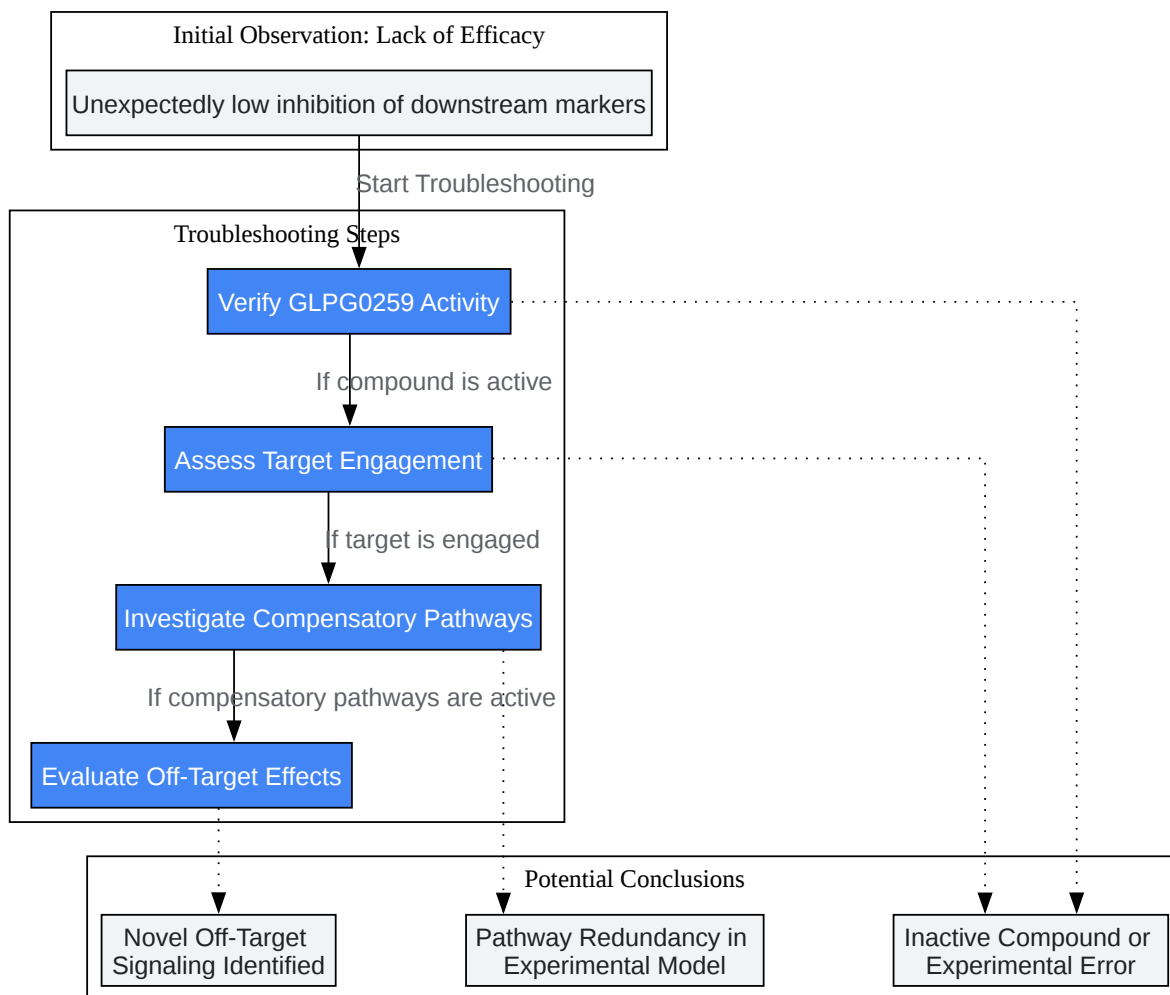 Initial Observation: Lack of Efficacy
Unexpectedly low inhibition of downstream markers
Start Troubleshooting
Troubleshooting Steps
Verify GLPG0259 Activity
If compound is active
Assess Target Engagement
If target is engaged
Investigate Compensatory Pathways
If compensatory pathways are active
Evaluate Off-Target Effects
Potential Conclusions
Novel Off-Target
Signaling Identified
Pathway Redundancy in
Experimental Model
Inactive Compound or
Experimental Error